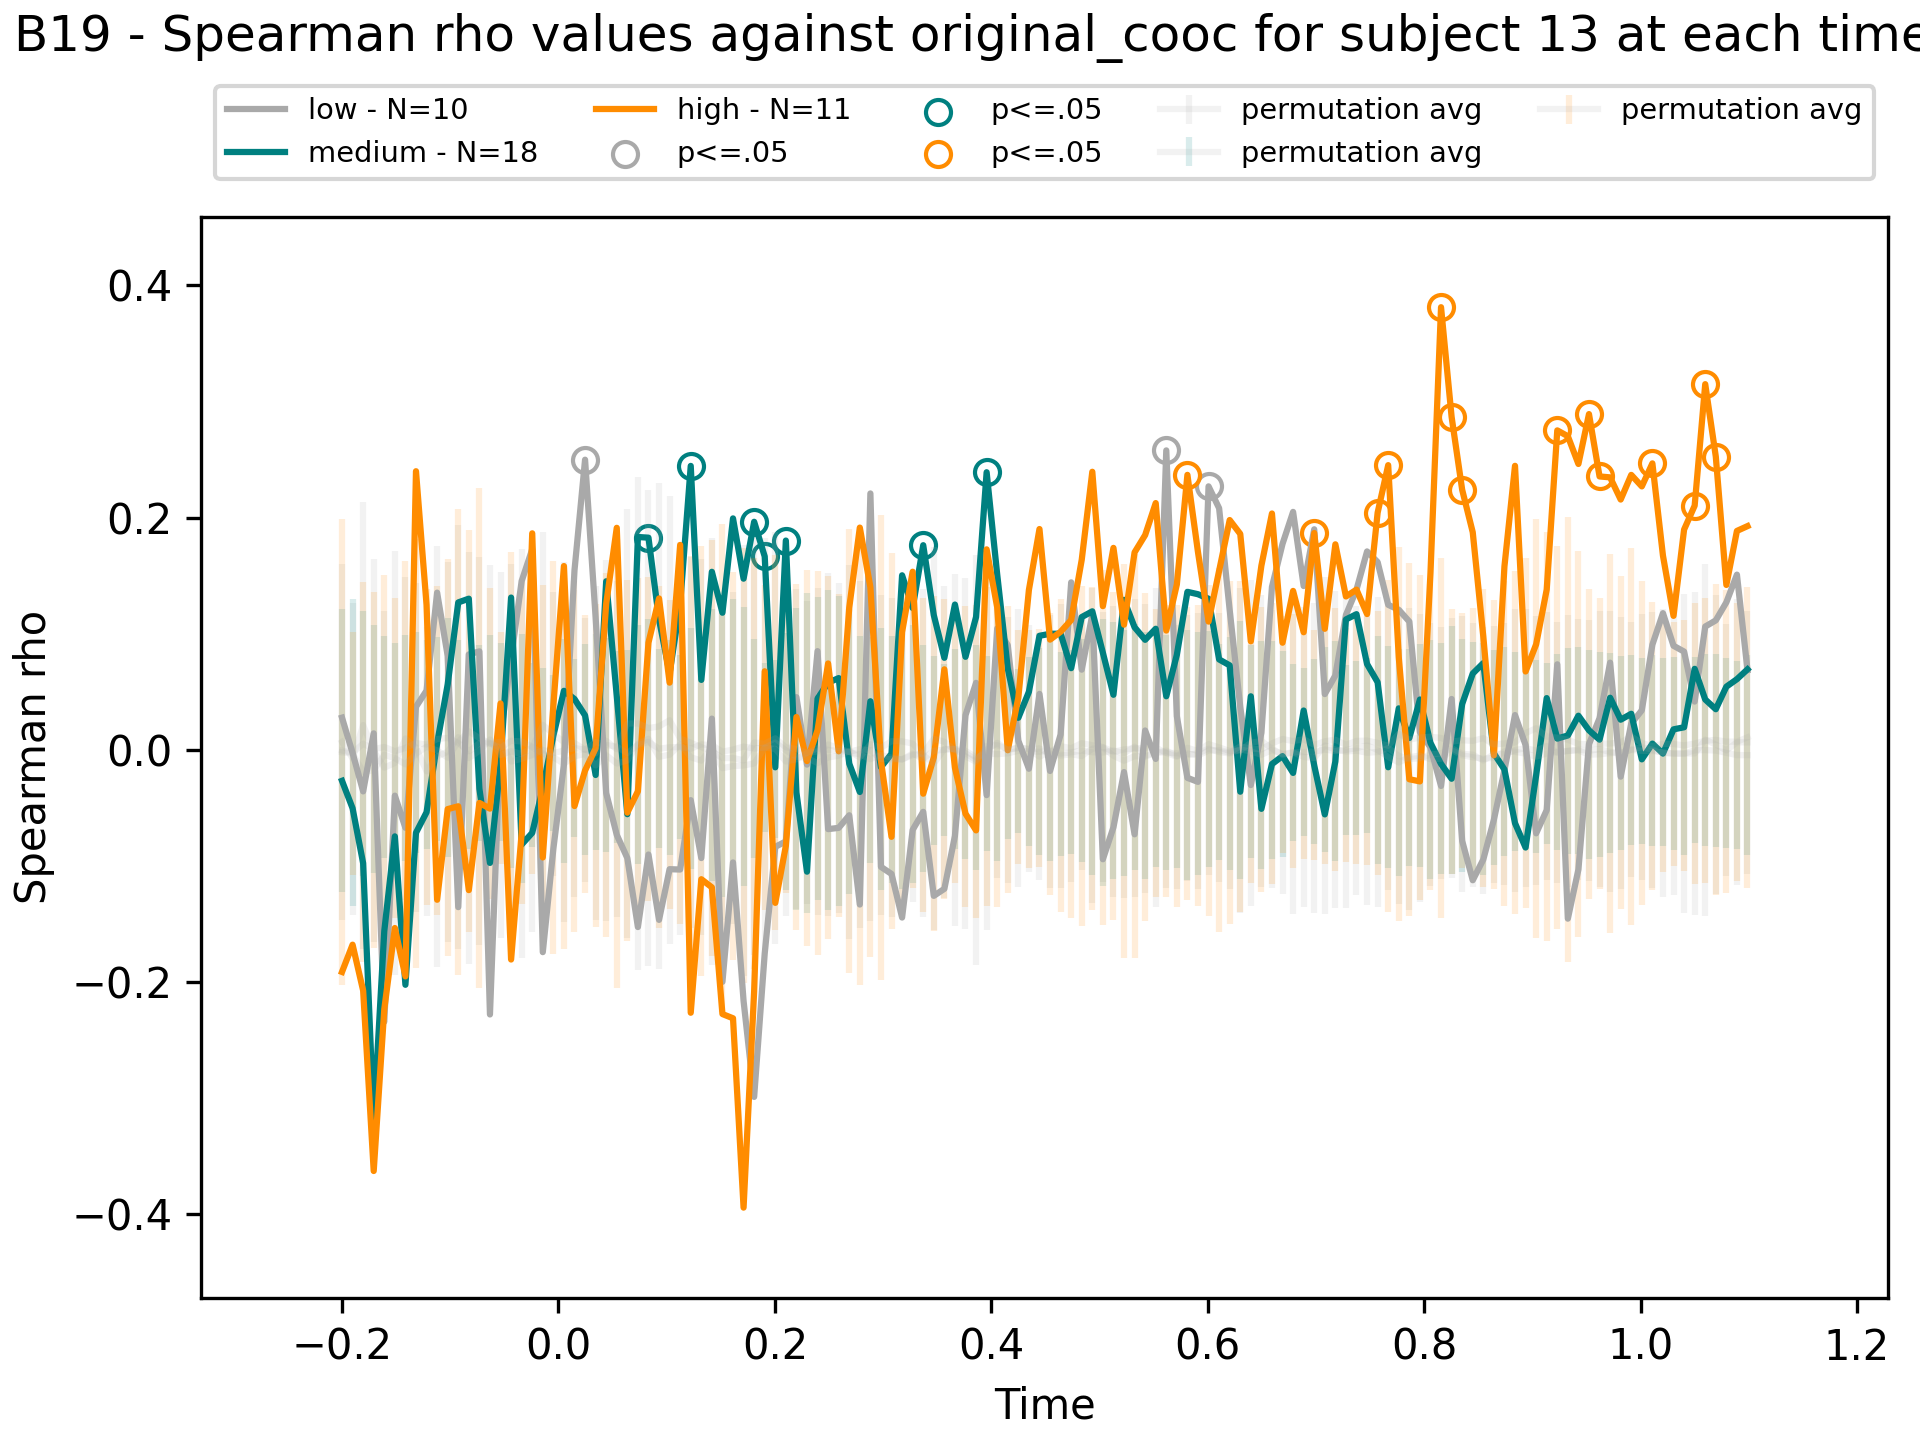 B19 - Spearman rho values against original_cooc for subject 13 at each time
low - N=10
medium - N=18
high - N=11
p<=.05
p<=.05
p<=.05
permutation avg
permutation avg
permutation avg
0.4
0.2
0.0
−0.2
−0.4
Spearman rho
−0.2 0.0 0.2 0.4 0.6 0.8 1.0 1.2
Time